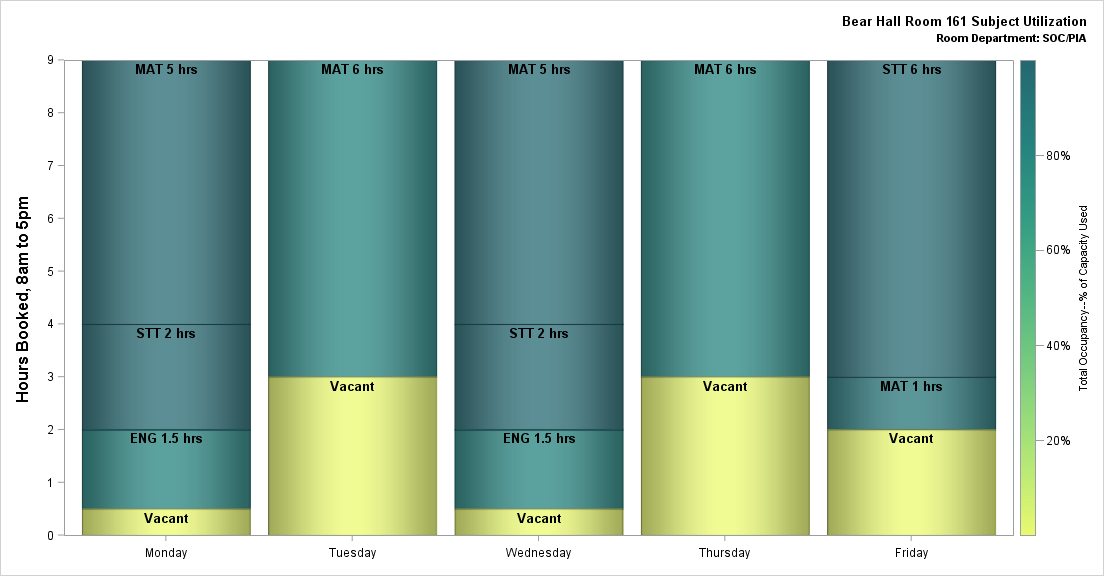 Bear Hall Room 161 Subject Utilization
Room Department: SOC/PIA
Hours Booked, 8am to 5pm
9
8
7
6
5
4
3
2
1
0
MAT 5 hrs
STT 2 hrs
ENG 1.5 hrs
Vacant
MAT 6 hrs
Vacant
MAT 5 hrs
STT 2 hrs
ENG 1.5 hrs
Vacant
MAT 6 hrs
Vacant
STT 6 hrs
MAT 1 hrs
Vacant
Monday
Tuesday
Wednesday
Thursday
Friday
80%
60%
40%
20%
Total Occupancy--% of Capacity Used